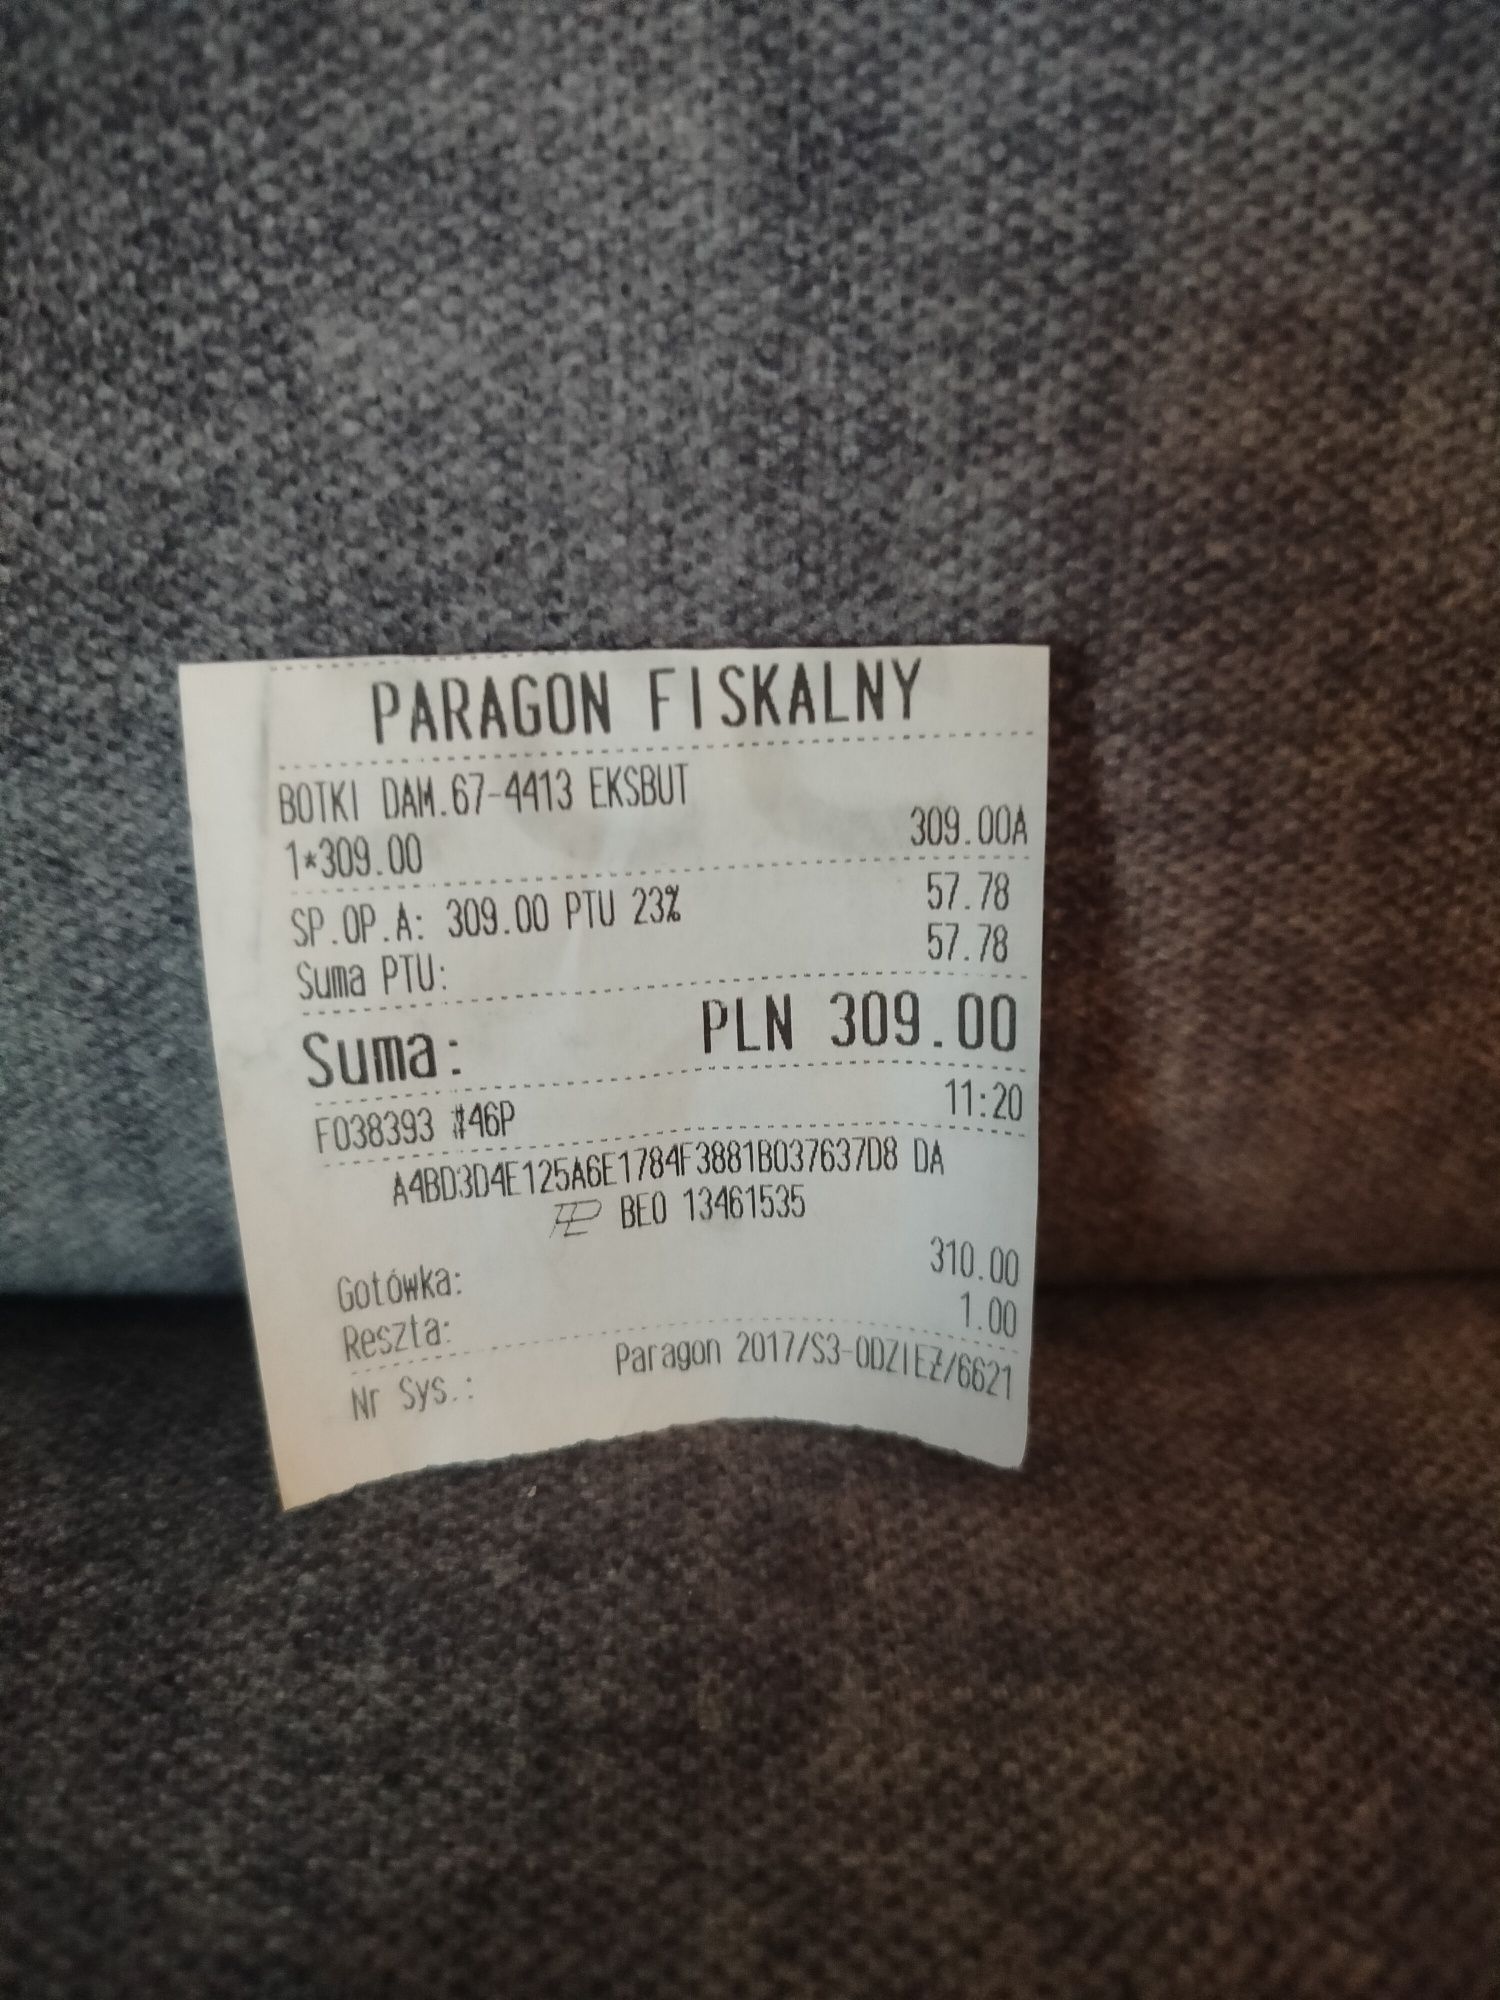 PARAGON FISKALNY
BOTKI DAM.67-4413 EKSBUT
1*309.00 309.00A
SP.OP.A: 309.00 PTU 23% 57.78
Suma PTU: 57.78
Suma: PLN 309.00
F038393 #46P 11:20
A4BD3D4E125A6E1784F3881B037637D8 DA
BEO 13461535
Gotówka: 310.00
Reszta: 1.00
Nr Sys.: Paragon 2017/S3-ODZIEŻ/6621